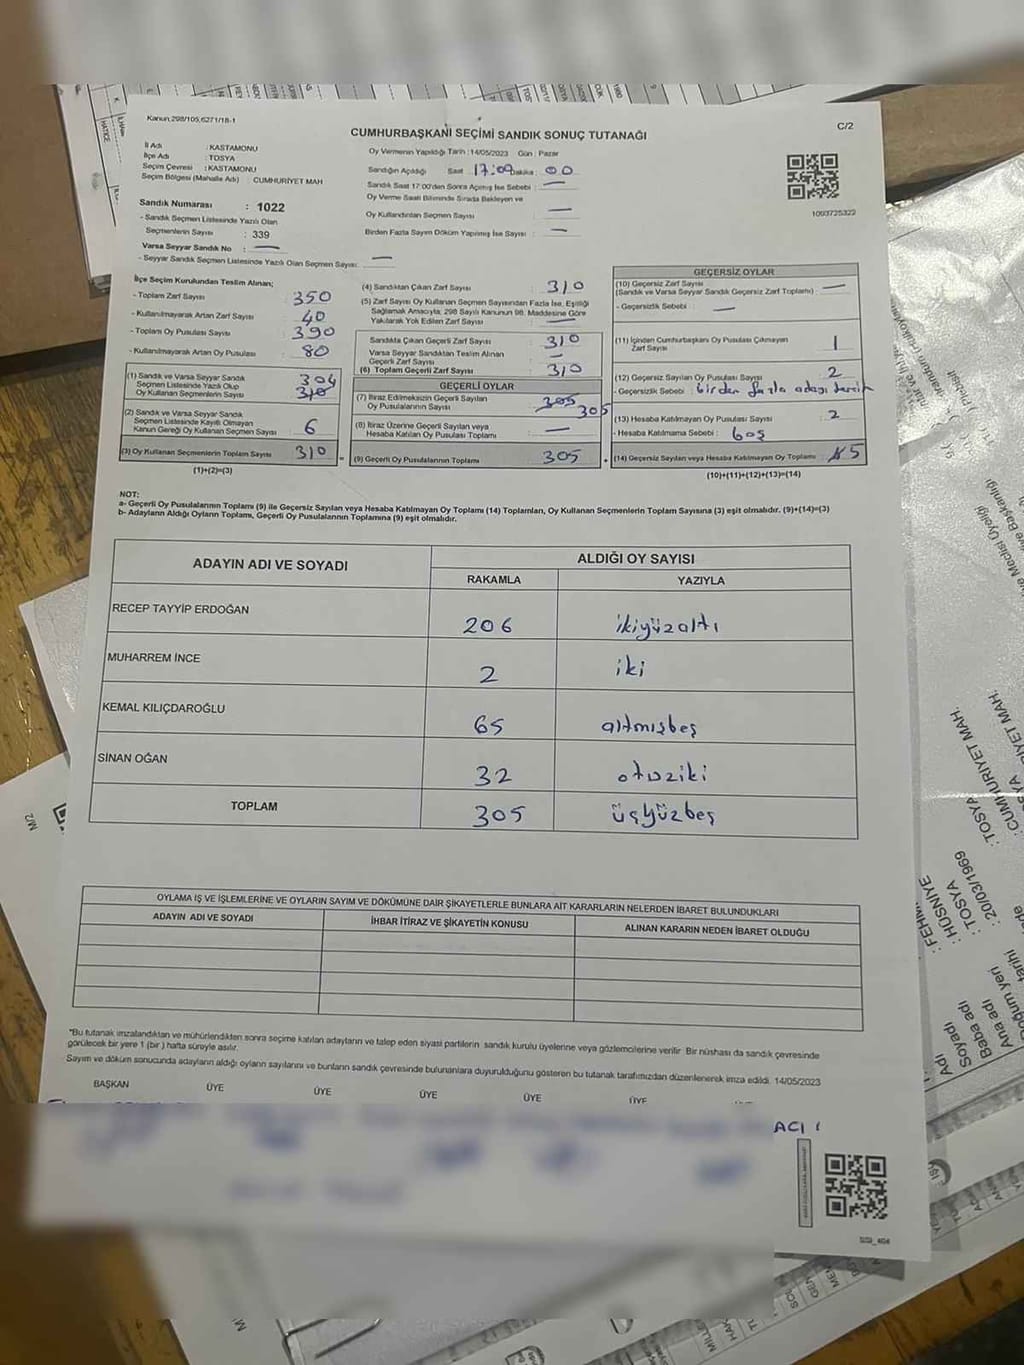 Kanun:298/105,6271/18-1
C/2
CUMHURBAŞKANI SEÇİMİ SANDIK SONUÇ TUTANAĞI
İl Adı : KASTAMONU
İlçe Adı : TOSYA
Seçim Çevresi : KASTAMONU
Seçim Bölgesi (Mahalle Adı) : CUMHURİYET MAH
Sandık Numarası : 1022
- Sandık Seçmen Listesinde Yazılı Olan
Seçmenlerin Sayısı : 339
Varsa Seyyar Sandık No : —
- Seyyar Sandık Seçmen Listesinde Yazılı Olan Seçmen Sayısı: —
Oy Vermenin Yapıldığı Tarih : 14/05/2023 Gün : Pazar
Sandığın Açıldığı Saat : 17:00 Dakika : 00
Sandık Saat 17:00'den Sonra Açılmış İse Sebebi : —
Oy Verme Saati Bitiminde Sırada Bekleyen ve
Oy Kullandırılan Seçmen Sayısı : —
Birden Fazla Sayım Döküm Yapılmış İse Sayısı : —
1093725322
İlçe Seçim Kurulundan Teslim Alınan;
- Toplam Zarf Sayısı : 350
- Kullanılmayarak Artan Zarf Sayısı : 40
- Toplam Oy Pusulası Sayısı : 390
- Kullanılmayarak Artan Oy Pusulası : 80
(1) Sandık ve Varsa Seyyar Sandık
Seçmen Listesinde Yazılı Olup
Oy Kullanan Seçmenlerin Sayısı : 304 310
(2) Sandık ve Varsa Seyyar Sandık
Seçmen Listesinde Kayıtlı Olmayan
Kanun Gereği Oy Kullanan Seçmen Sayısı : 6
(3) Oy Kullanan Seçmenlerin Toplam Sayısı : 310
(1)+(2)=(3)
(4) Sandıktan Çıkan Zarf Sayısı : 310
(5) Zarf Sayısı Oy Kullanan Seçmen Sayısından Fazla İse, Eşitliği
Sağlamak Amacıyla; 298 Sayılı Kanunun 98. Maddesine Göre
Yakılarak Yok Edilen Zarf Sayısı : —
Sandıkta Çıkan Geçerli Zarf Sayısı : 310
Varsa Seyyar Sandıktan Teslim Alınan
Geçerli Zarf Sayısı : —
(6) Toplam Geçerli Zarf Sayısı : 310
GEÇERLİ OYLAR
(7) İtiraz Edilmeksizin Geçerli Sayılan
Oy Pusulalarının Sayısı : 305 305
(8) İtiraz Üzerine Geçerli Sayılan veya
Hesaba Katılan Oy Pusulası Toplamı : —
(9) Geçerli Oy Pusulalarının Toplamı : 305
GEÇERSİZ OYLAR
(10) Geçersiz Zarf Sayısı
(Sandık ve Varsa Seyyar Sandık Geçersiz Zarf Toplamı) : —
- Geçersizlik Sebebi : —
(11) İçinden Cumhurbaşkanı Oy Pusulası Çıkmayan
Zarf Sayısı : 1
(12) Geçersiz Sayılan Oy Pusulası Sayısı : 2
- Geçersizlik Sebebi : birden fazla adayı tercih
(13) Hesaba Katılmayan Oy Pusulası Sayısı : 2
- Hesaba Katılmama Sebebi : boş
(14) Geçersiz Sayılan veya Hesaba Katılmayan Oy Toplamı : 5
(10)+(11)+(12)+(13)=(14)
NOT:
a- Geçerli Oy Pusulalarının Toplamı (9) ile Geçersiz Sayılan veya Hesaba Katılmayan Oy Toplamı (14) Toplamları, Oy Kullanan Seçmenlerin Toplam Sayısına (3) eşit olmalıdır. (9)+(14)=(3)
b- Adayların Aldığı Oyların Toplamı, Geçerli Oy Pusulalarının Toplamına (9) eşit olmalıdır.
ADAYIN ADI VE SOYADI
ALDIĞI OY SAYISI
RAKAMLA YAZIYLA
RECEP TAYYİP ERDOĞAN 206 ikiyüzaltı
MUHARREM İNCE 2 iki
KEMAL KILIÇDAROĞLU 65 altmışbeş
SİNAN OĞAN 32 otuziki
TOPLAM 305 üçyüzbeş
OYLAMA İŞ VE İŞLEMLERİNE VE OYLARIN SAYIM VE DÖKÜMÜNE DAİR ŞİKAYETLERLE BUNLARA AİT KARARLARIN NELERDEN İBARET BULUNDUKLARI
ADAYIN ADI VE SOYADI İHBAR İTİRAZ VE ŞİKAYETİN KONUSU ALINAN KARARIN NEDEN İBARET OLDUĞU
*Bu tutanak imzalandıktan ve mühürlendikten sonra seçime katılan adayların ve talep eden siyasi partilerin sandık kurulu üyelerine veya gözlemcilerine verilir. Bir nüshası da sandık çevresinde
görülecek bir yere 1 (bir) hafta süreyle asılır.
Sayım ve döküm sonucunda adayların aldığı oyların sayılarını ve bunların sandık çevresinde bulunanlara duyurulduğunu gösteren bu tutanak tarafımızdan düzenlenerek imza edildi. 14/05/2023
BAŞKAN ÜYE ÜYE ÜYE ÜYE ÜYE
ACI
M/2
HATİCE
: HÜSNİYE
: TOSYA
: 20/03/1969
: TOSYA
: CUMHURİYET MAH.
Adı
Soyadı
Baba adı
Ana adı